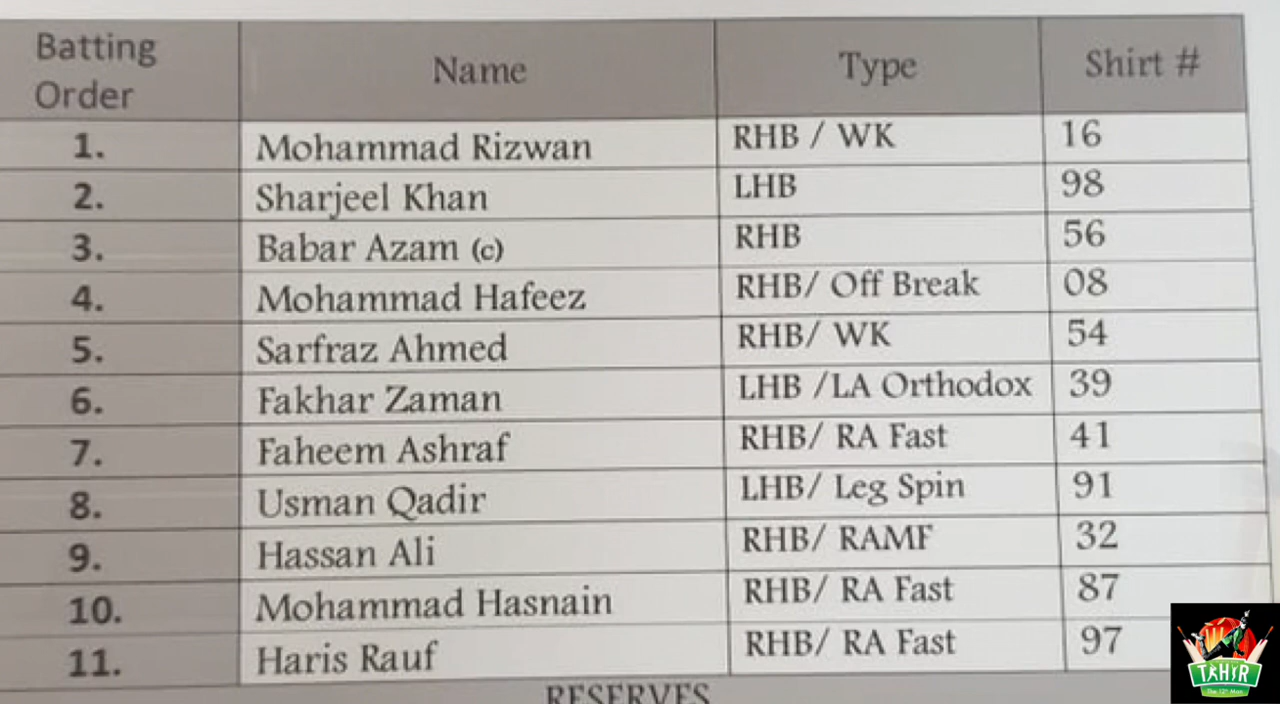 Batting Order Name Type Shirt #
1. Mohammad Rizwan RHB / WK 16
2. Sharjeel Khan LHB 98
3. Babar Azam (c) RHB 56
4. Mohammad Hafeez RHB/ Off Break 08
5. Sarfraz Ahmed RHB/ WK 54
6. Fakhar Zaman LHB /LA Orthodox 39
7. Faheem Ashraf RHB/ RA Fast 41
8. Usman Qadir LHB/ Leg Spin 91
9. Hassan Ali RHB/ RAMF 32
10. Mohammad Hasnain RHB/ RA Fast 87
11. Haris Rauf RHB/ RA Fast 97
RESERVES
TAHIR
The 12th Man